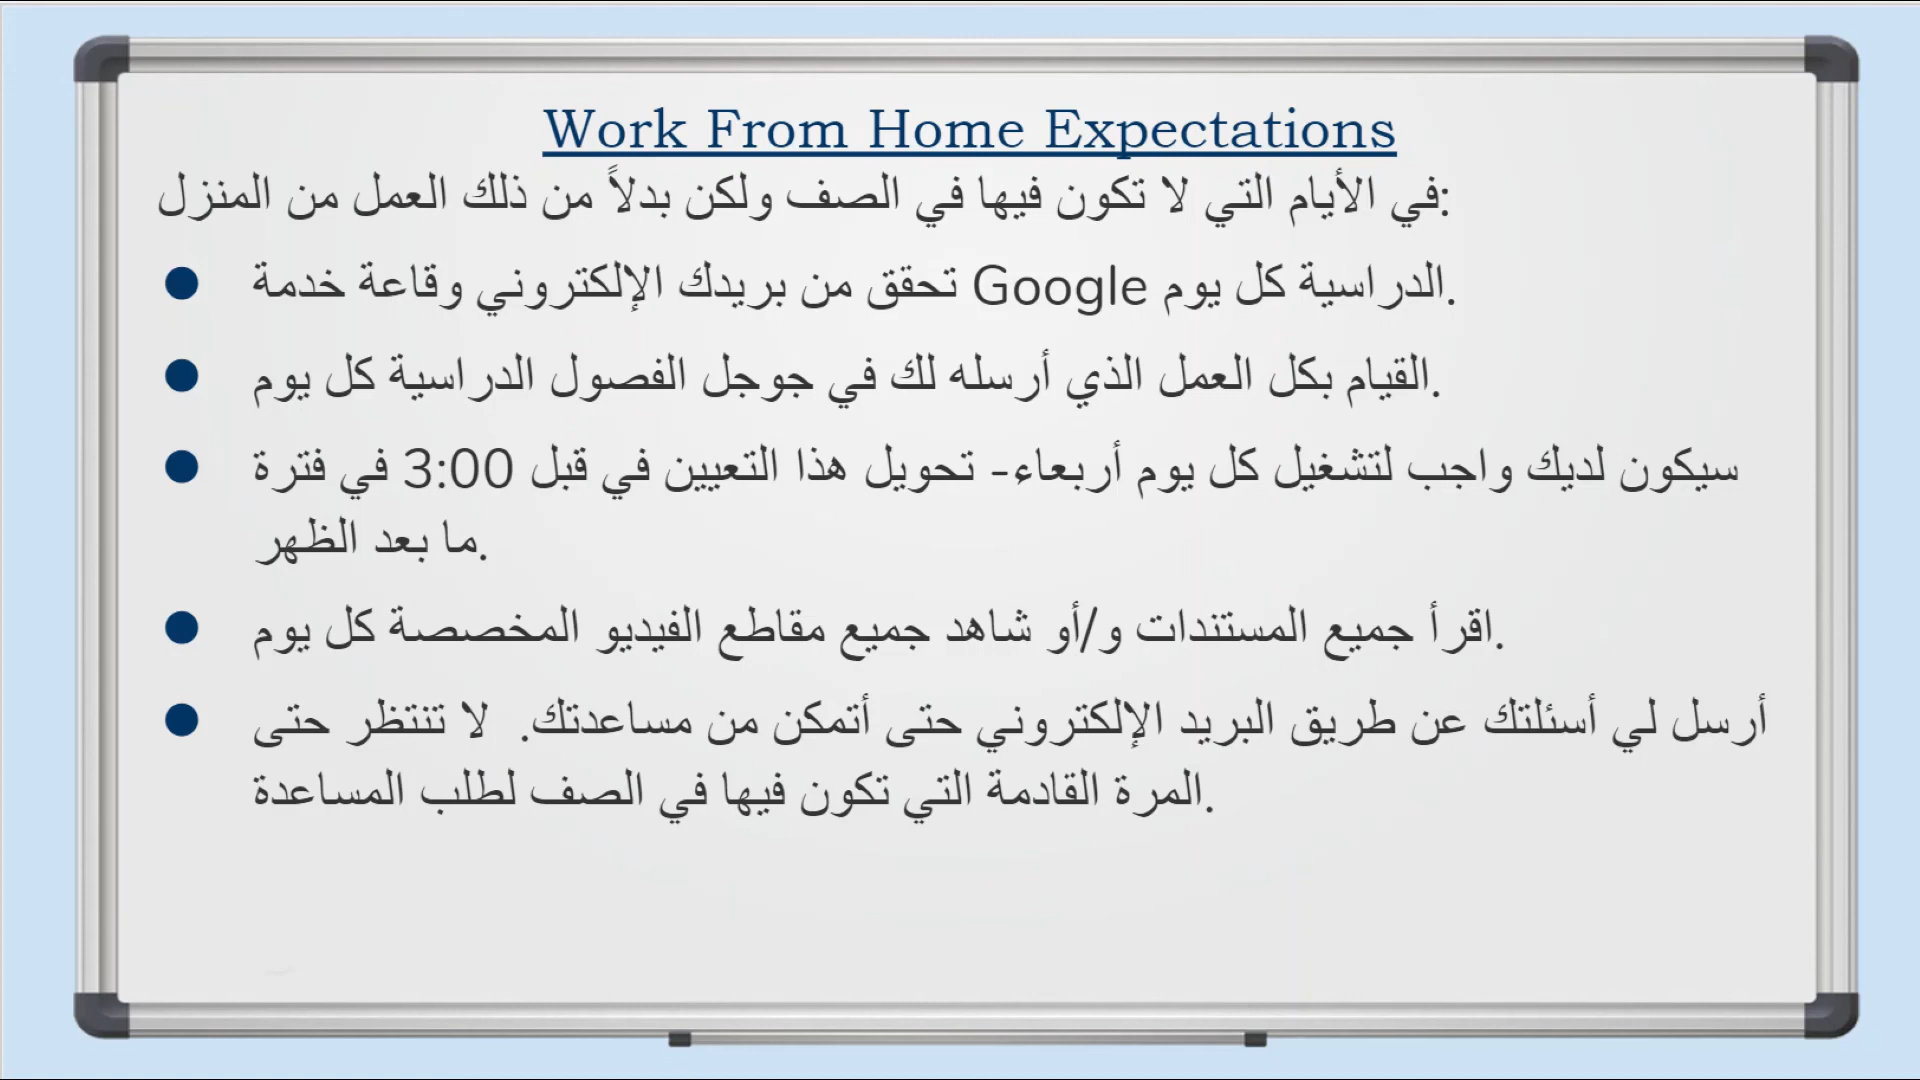 Work From Home Expectations
في الأيام التي لا تكون فيها في الصف ولكن بدلاً من ذلك العمل من المنزل:
تحقق من بريدك الإلكتروني وقاعة خدمة Google الدراسية كل يوم.
القيام بكل العمل الذي أرسله لك في جوجل الفصول الدراسية كل يوم.
سيكون لديك واجب لتشغيل كل يوم أربعاء- تحويل هذا التعيين في قبل 3:00 في فترة
ما بعد الظهر.
اقرأ جميع المستندات و/أو شاهد جميع مقاطع الفيديو المخصصة كل يوم.
أرسل لي أسئلتك عن طريق البريد الإلكتروني حتى أتمكن من مساعدتك. لا تنتظر حتى
المرة القادمة التي تكون فيها في الصف لطلب المساعدة.